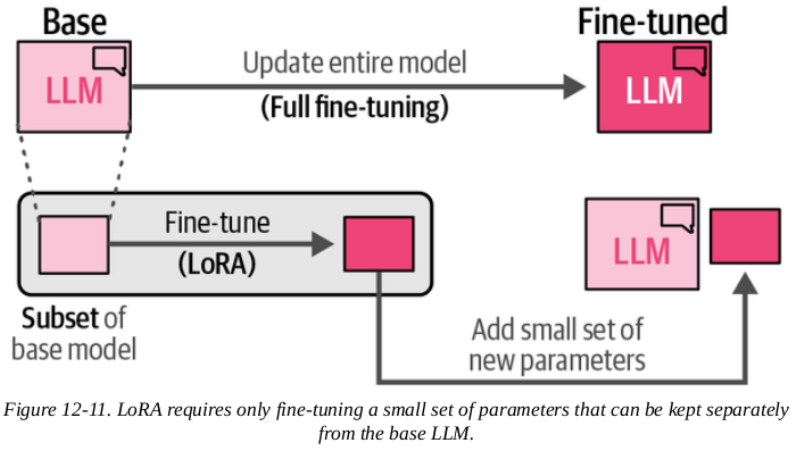 Base
Fine-tuned
LLM
Update entire model
(Full fine-tuning)
LLM
Fine-tune
(LoRA)
LLM
Subset of
base model
Add small set of
new parameters
Figure 12-11. LoRA requires only fine-tuning a small set of parameters that can be kept separately
from the base LLM.